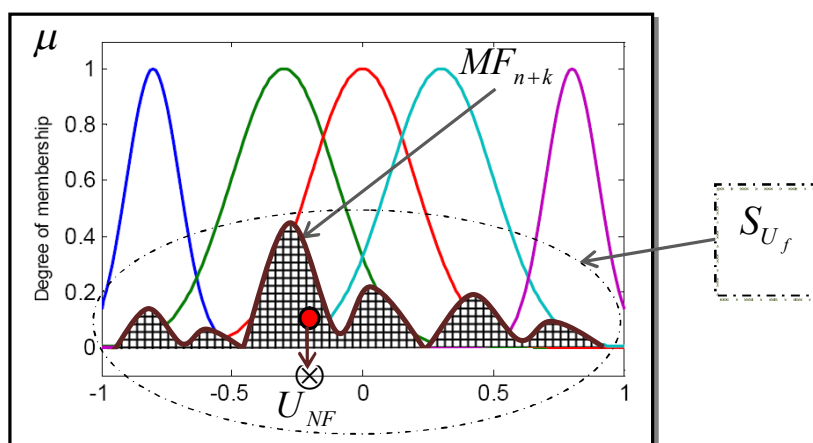 μ
MF_{n+k}
1
0.8
0.6
0.4
0.2
0
Degree of membership
S_{U_f}
-1
-0.5
0
0.5
1
U_{NF}